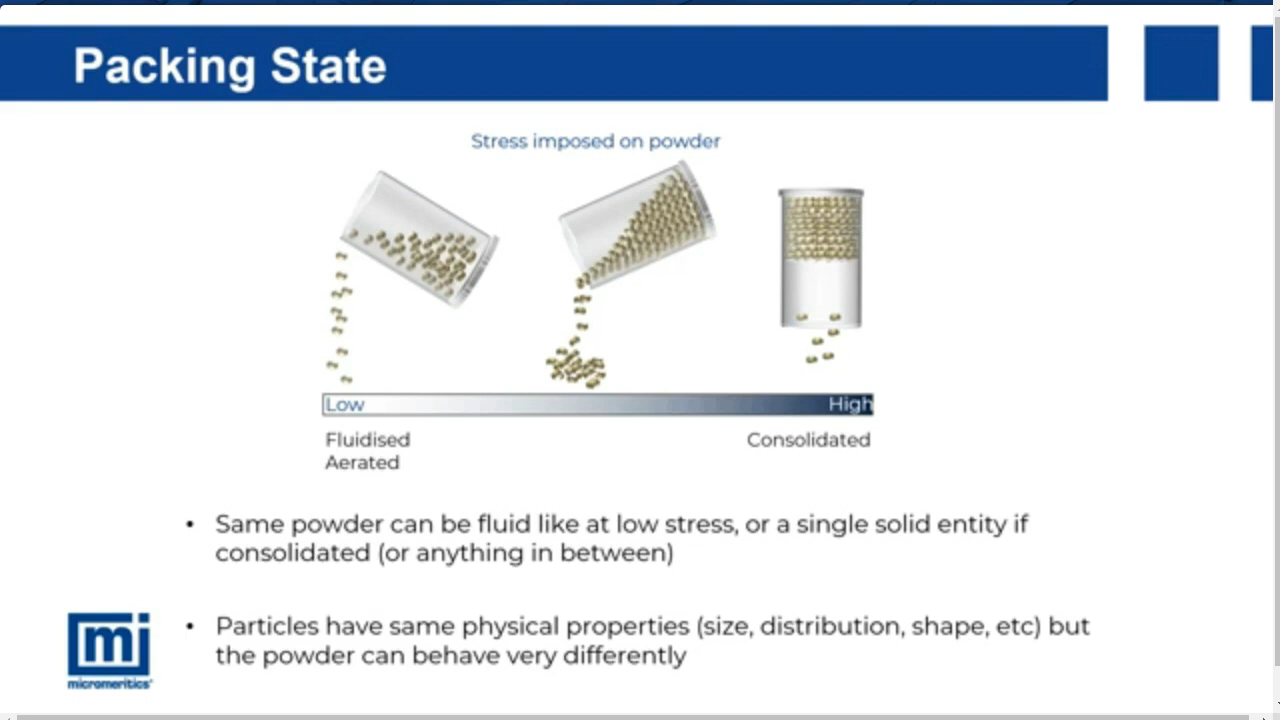 Packing State
Stress imposed on powder
Low
High
Fluidised
Aerated
Consolidated
• Same powder can be fluid like at low stress, or a single solid entity if
consolidated (or anything in between)
• Particles have same physical properties (size, distribution, shape, etc) but
the powder can behave very differently
mi
micromeritics®